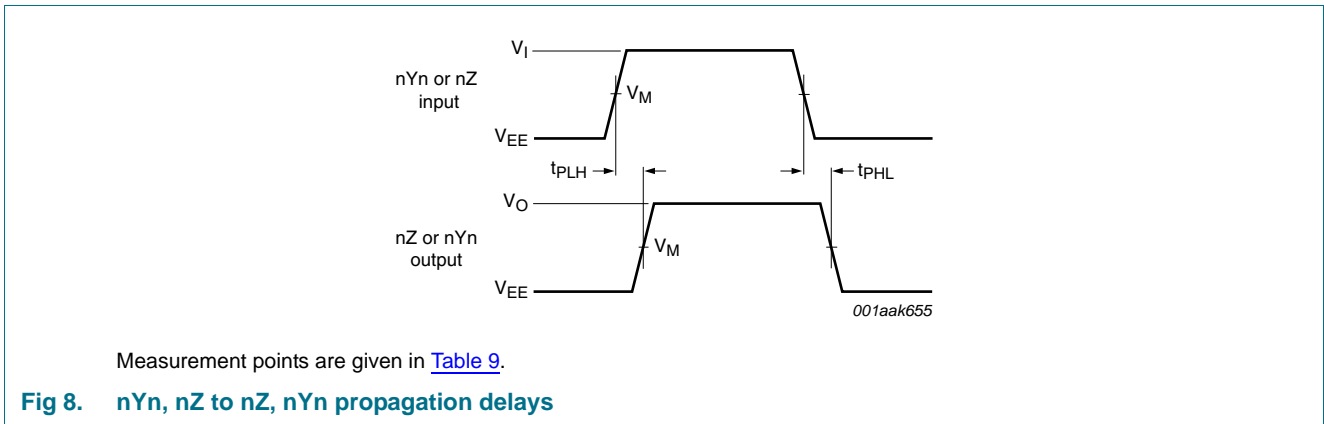 V_I
nYn or nZ
input
V_M
V_EE
t_PLH
t_PHL
V_O
nZ or nYn
output
V_M
V_EE
001aak655
Measurement points are given in Table 9.
Fig 8. nYn, nZ to nZ, nYn propagation delays